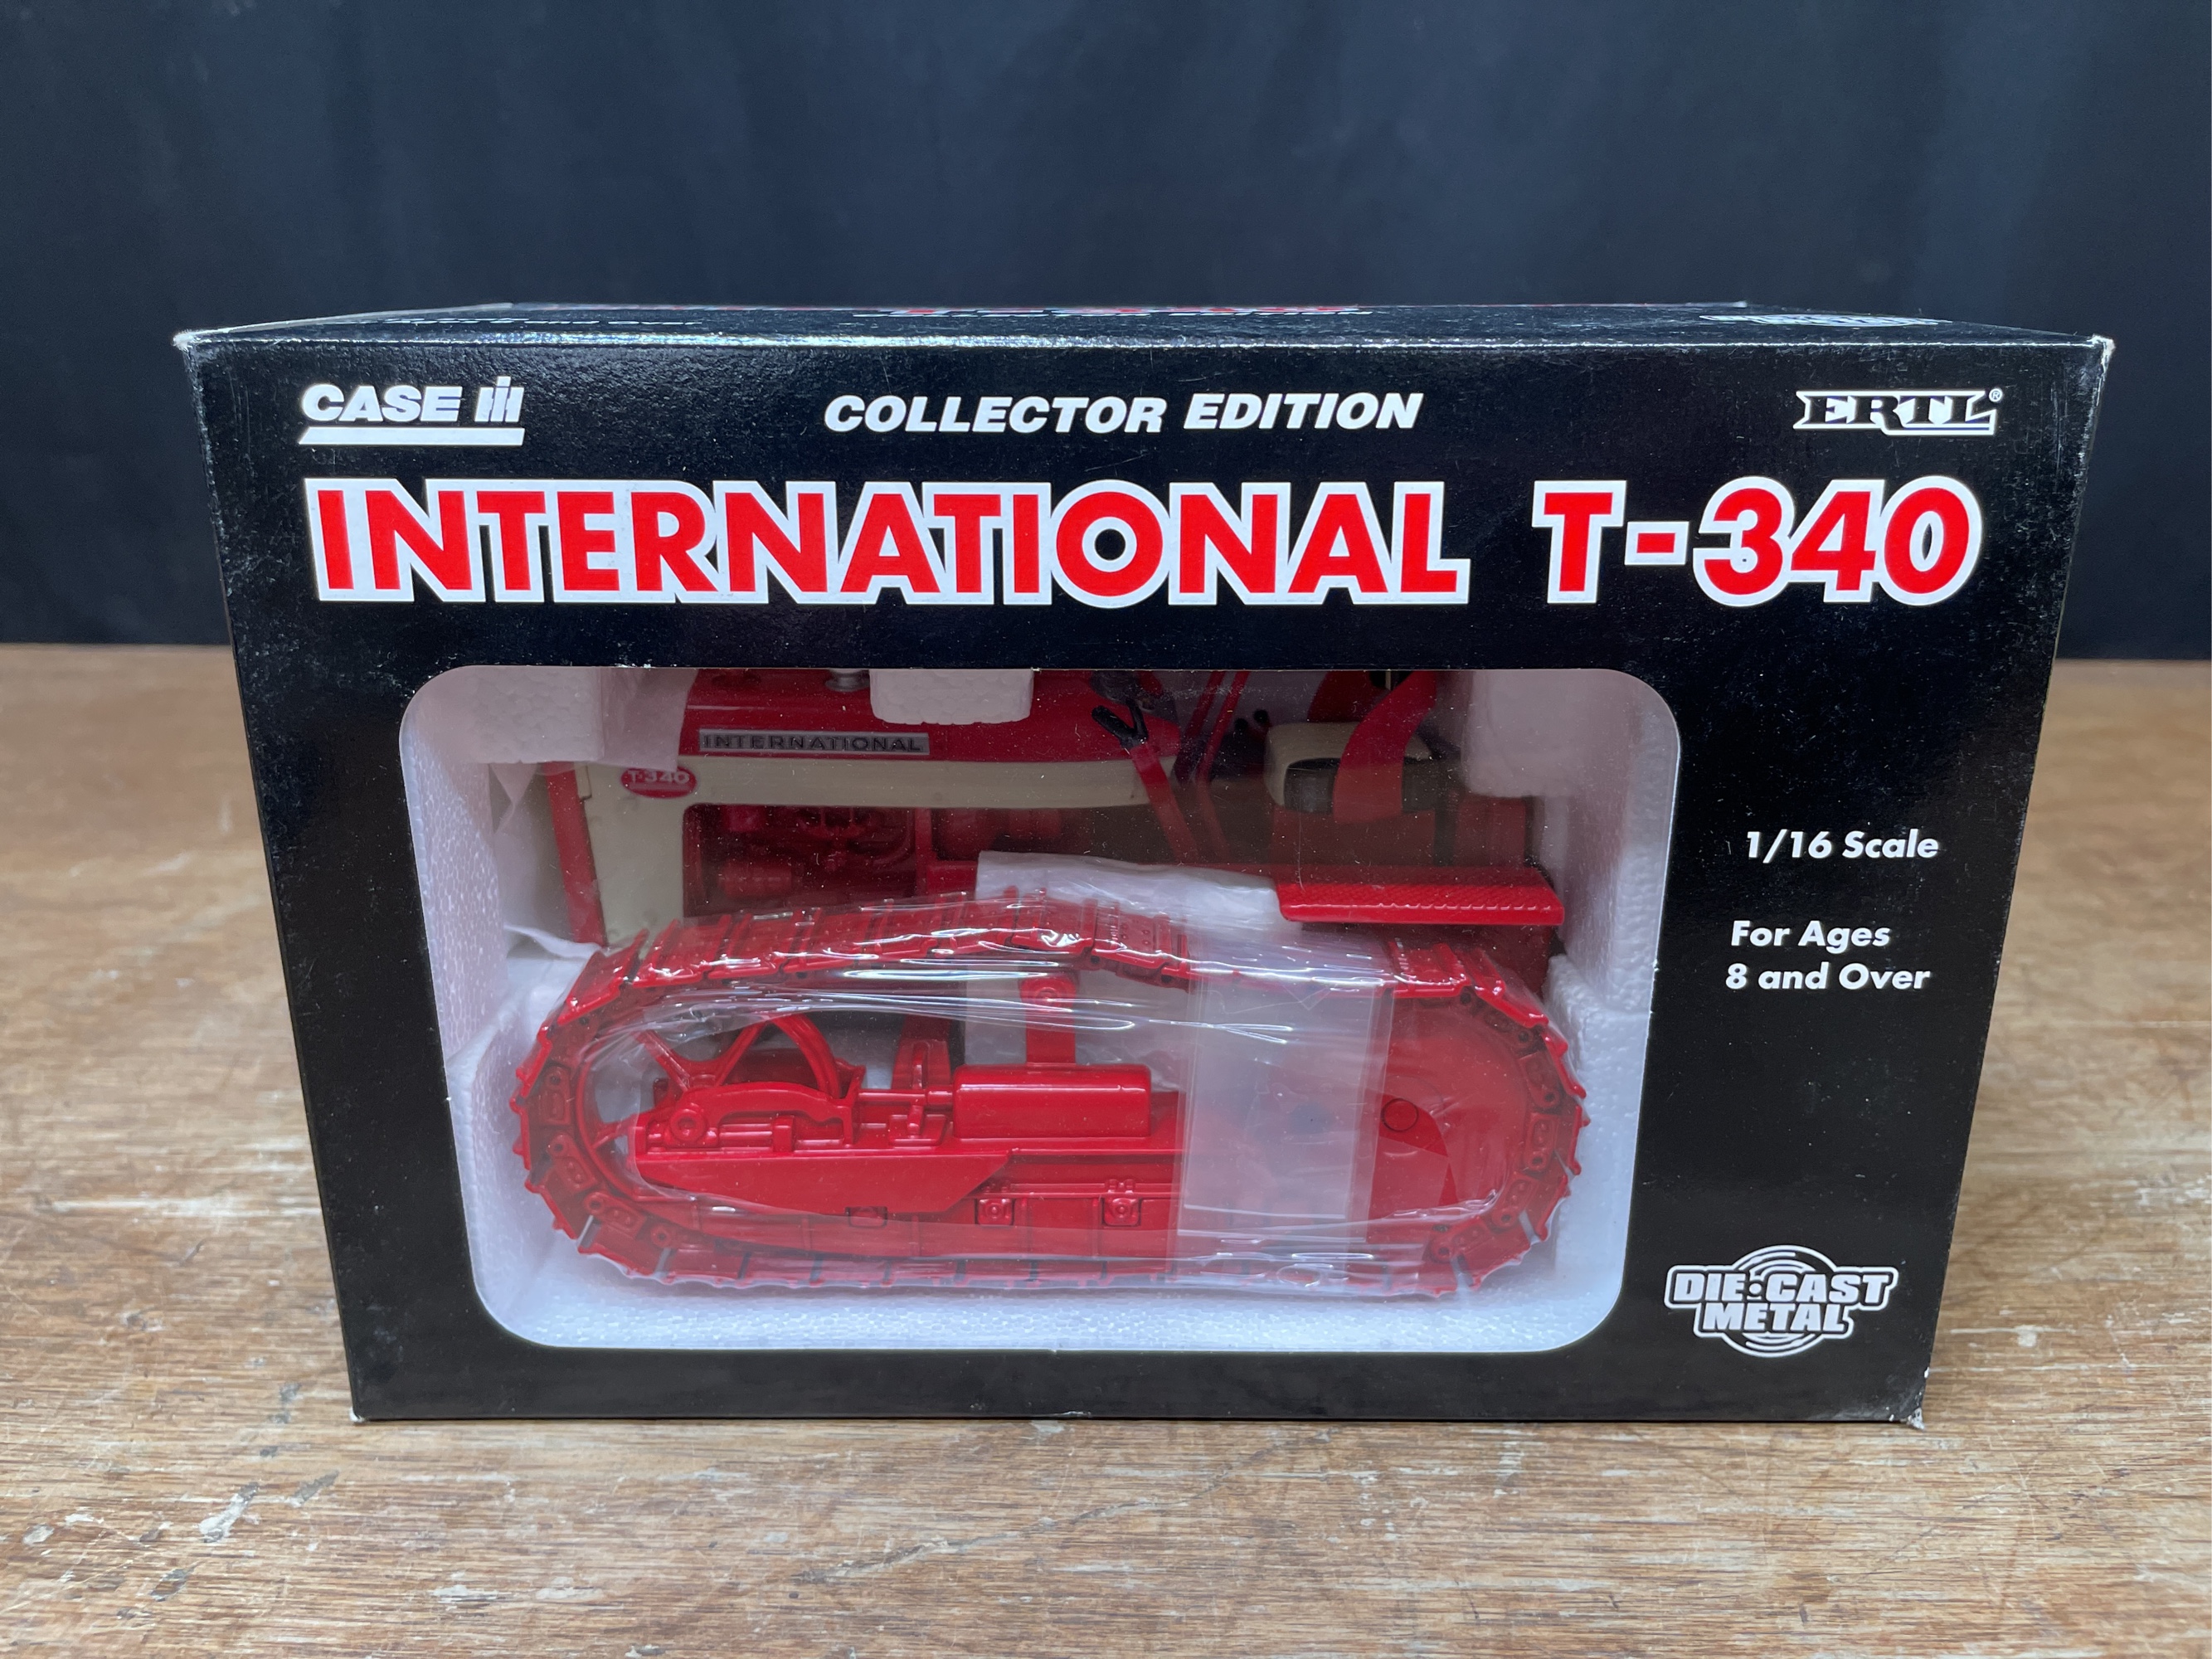 CASE IH
COLLECTOR EDITION
ERTL®
INTERNATIONAL T-340
INTERNATIONAL
T-340
1/16 Scale
For Ages
8 and Over
DIE•CAST
METAL